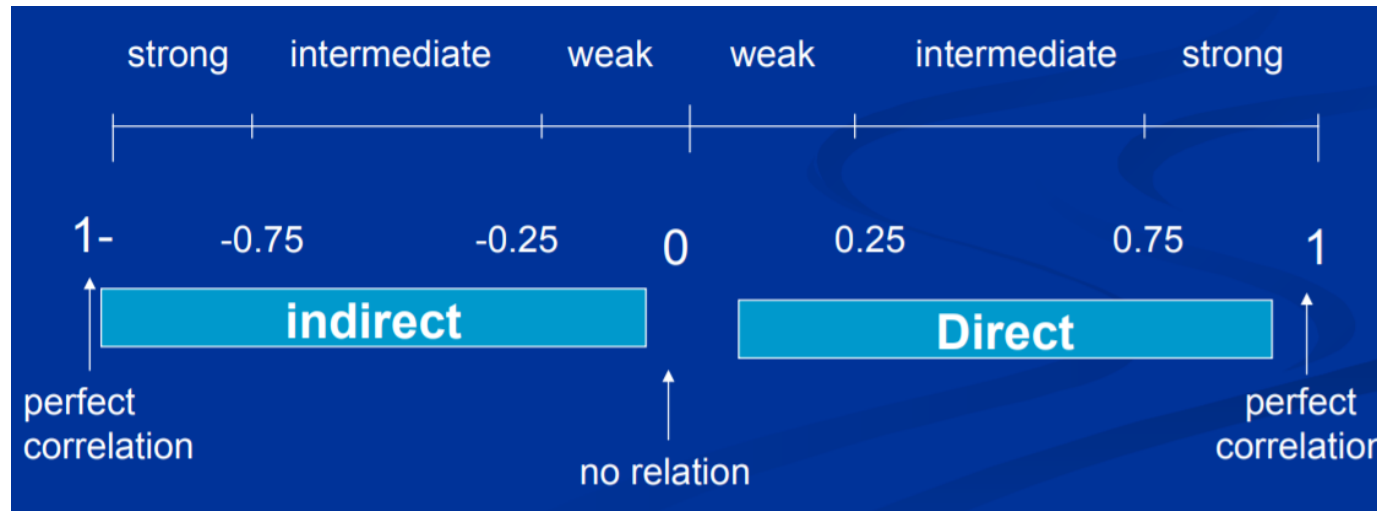 strong intermediate weak weak intermediate strong
1- -0.75 -0.25 0 0.25 0.75 1
indirect Direct
perfect correlation
no relation
perfect correlation